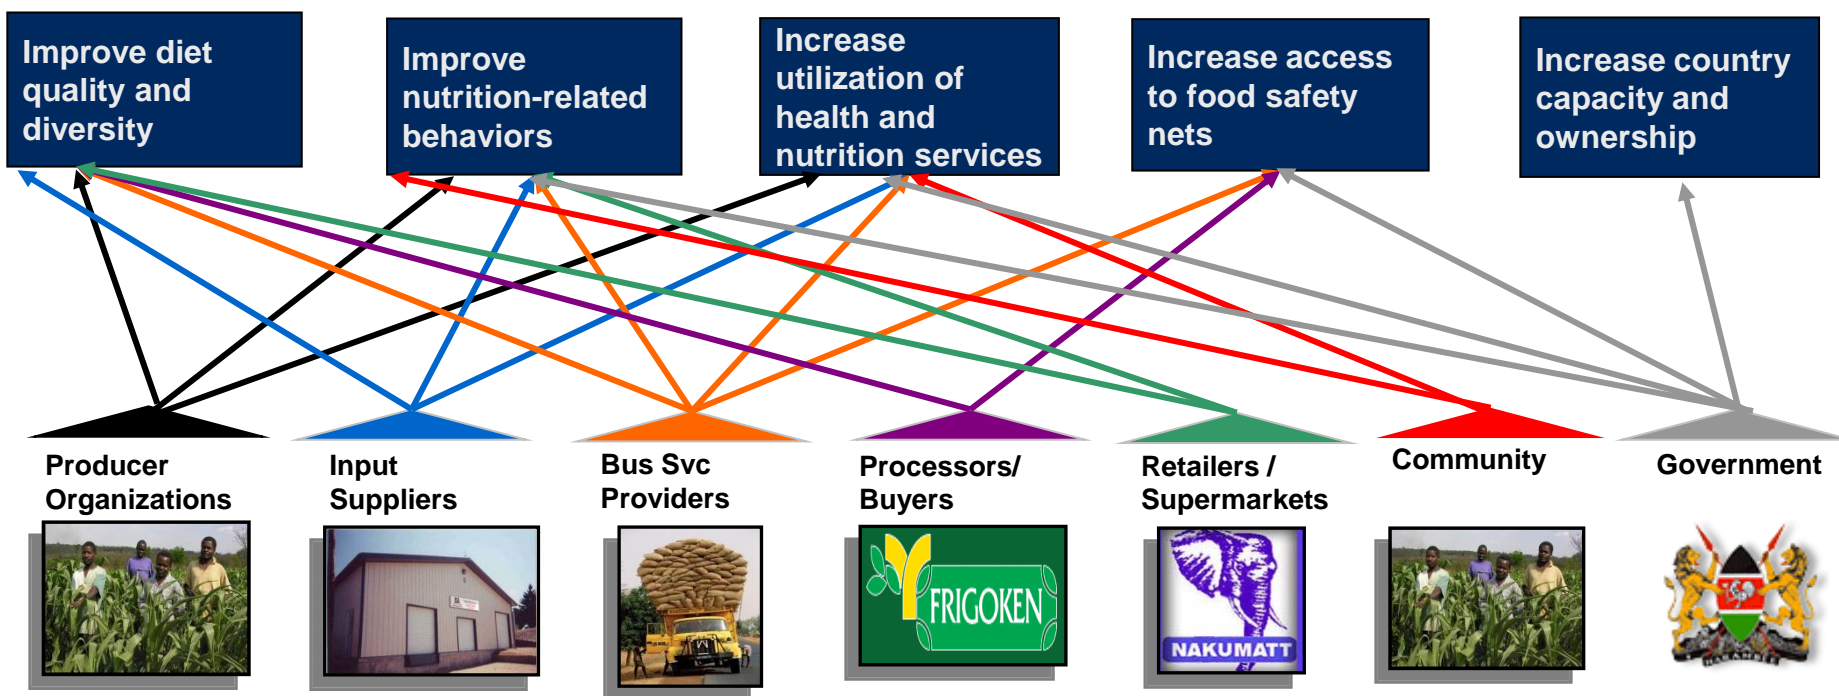 Improve diet
quality and
diversity
Improve
nutrition-related
behaviors
Increase
utilization of
health and
nutrition services
Increase access
to food safety
nets
Increase country
capacity and
ownership
Producer
Organizations
Input
Suppliers
Bus Svc
Providers
Processors/
Buyers
Retailers /
Supermarkets
Community
Government
FRIGOKEN
NAKUMATT
HARAMBEE